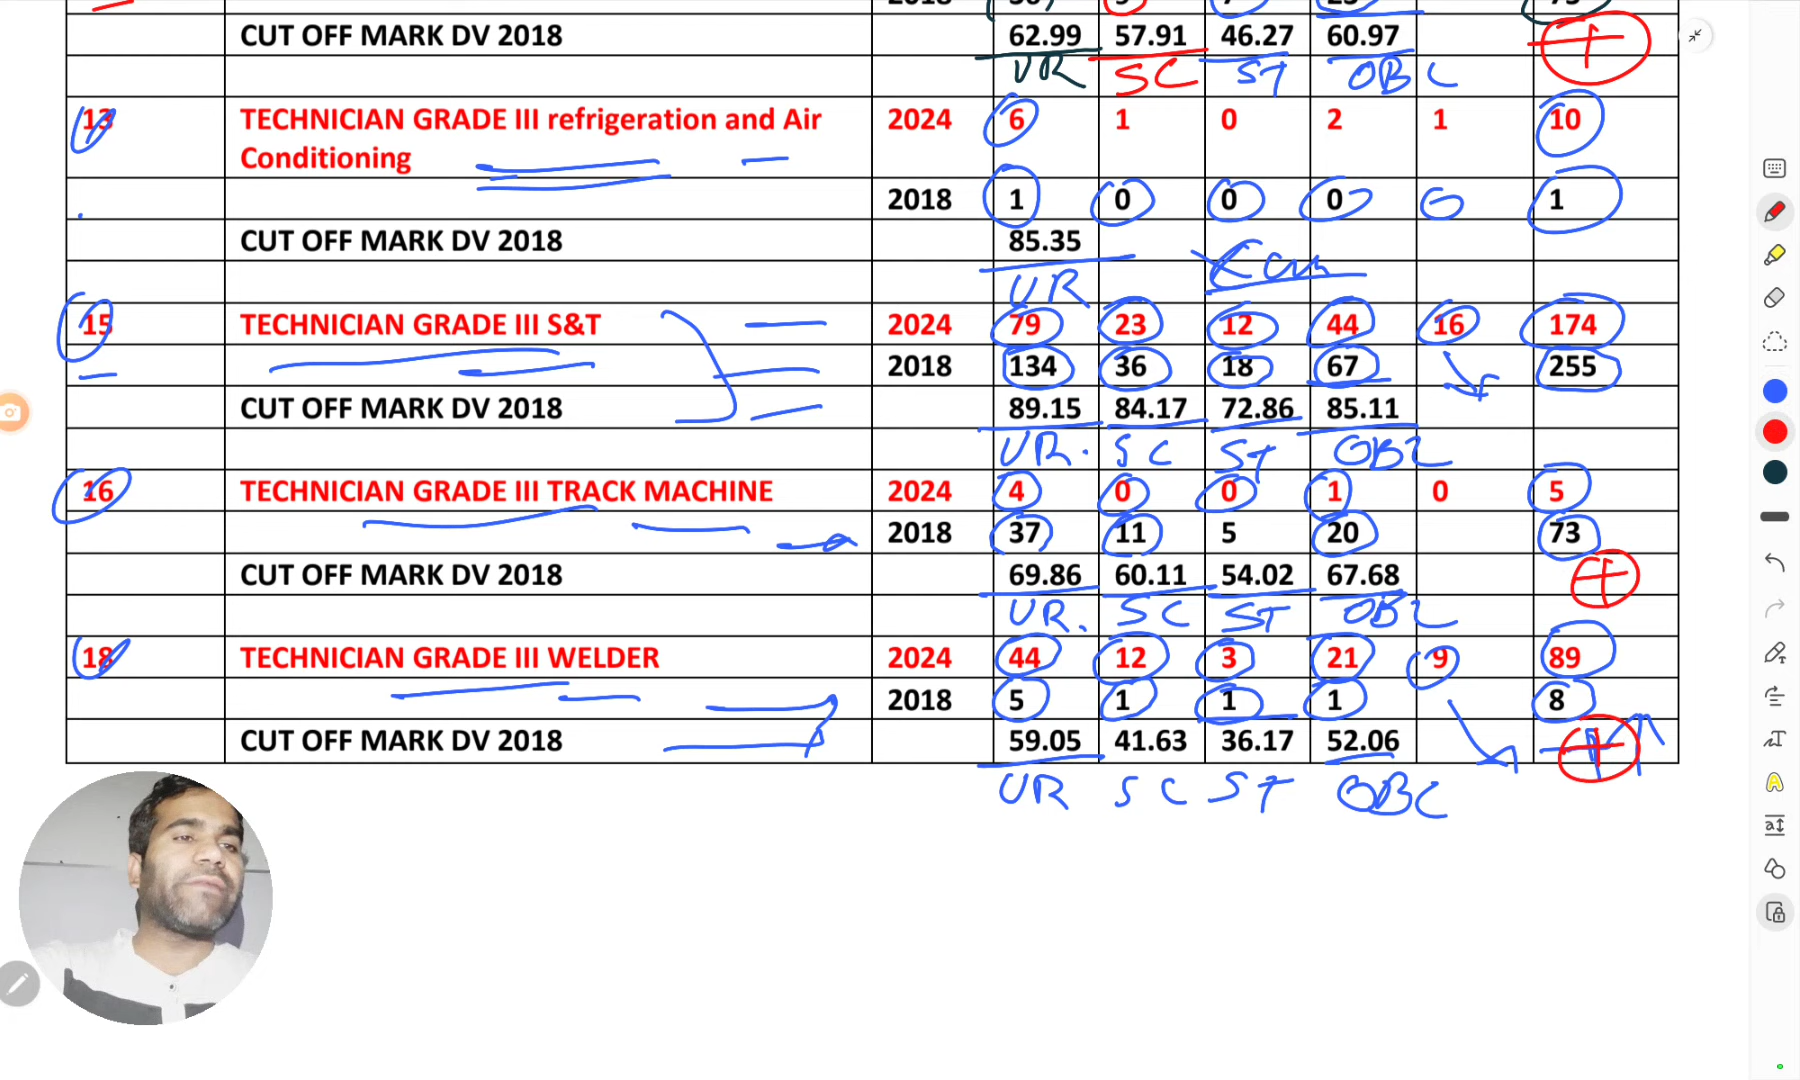 CUT OFF MARK DV 2018 62.99 57.91 46.27 60.97
UR SC ST OBC
13 TECHNICIAN GRADE III refrigeration and Air Conditioning 2024 6 1 0 2 1 10
2018 1 0 0 0 0 1
CUT OFF MARK DV 2018 85.35
UR
15 TECHNICIAN GRADE III S&T 2024 79 23 12 44 16 174
2018 134 36 18 67 255
CUT OFF MARK DV 2018 89.15 84.17 72.86 85.11
UR. SC ST OBC
16 TECHNICIAN GRADE III TRACK MACHINE 2024 4 0 0 1 0 5
2018 37 11 5 20 73
CUT OFF MARK DV 2018 69.86 60.11 54.02 67.68
UR. SC ST OBC
18 TECHNICIAN GRADE III WELDER 2024 44 12 3 21 9 89
2018 5 1 1 1 8
CUT OFF MARK DV 2018 59.05 41.63 36.17 52.06
UR SC ST OBC